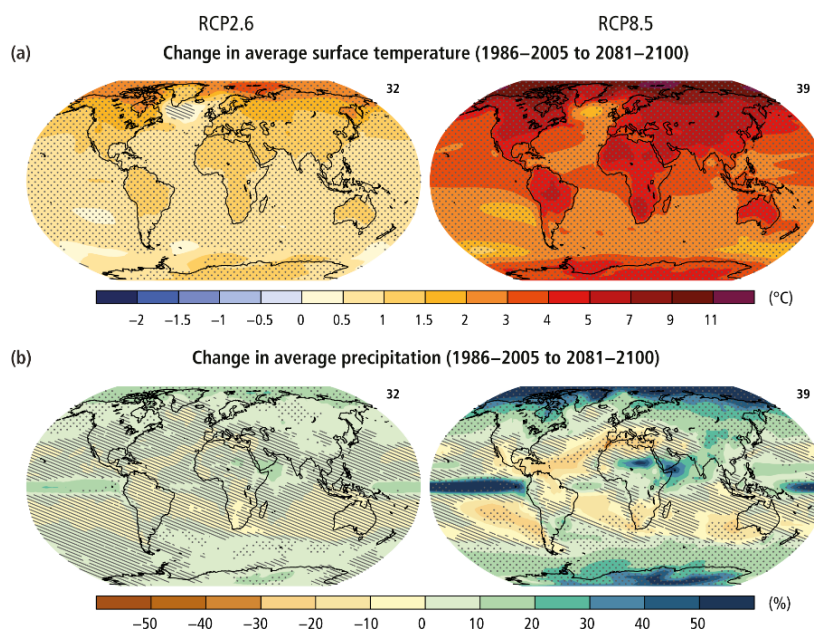 RCP2.6 RCP8.5
(a) Change in average surface temperature (1986–2005 to 2081–2100)
32 39
(°C)
−2 −1.5 −1 −0.5 0 0.5 1 1.5 2 3 4 5 7 9 11
(b) Change in average precipitation (1986–2005 to 2081–2100)
32 39
(%)
−50 −40 −30 −20 −10 0 10 20 30 40 50